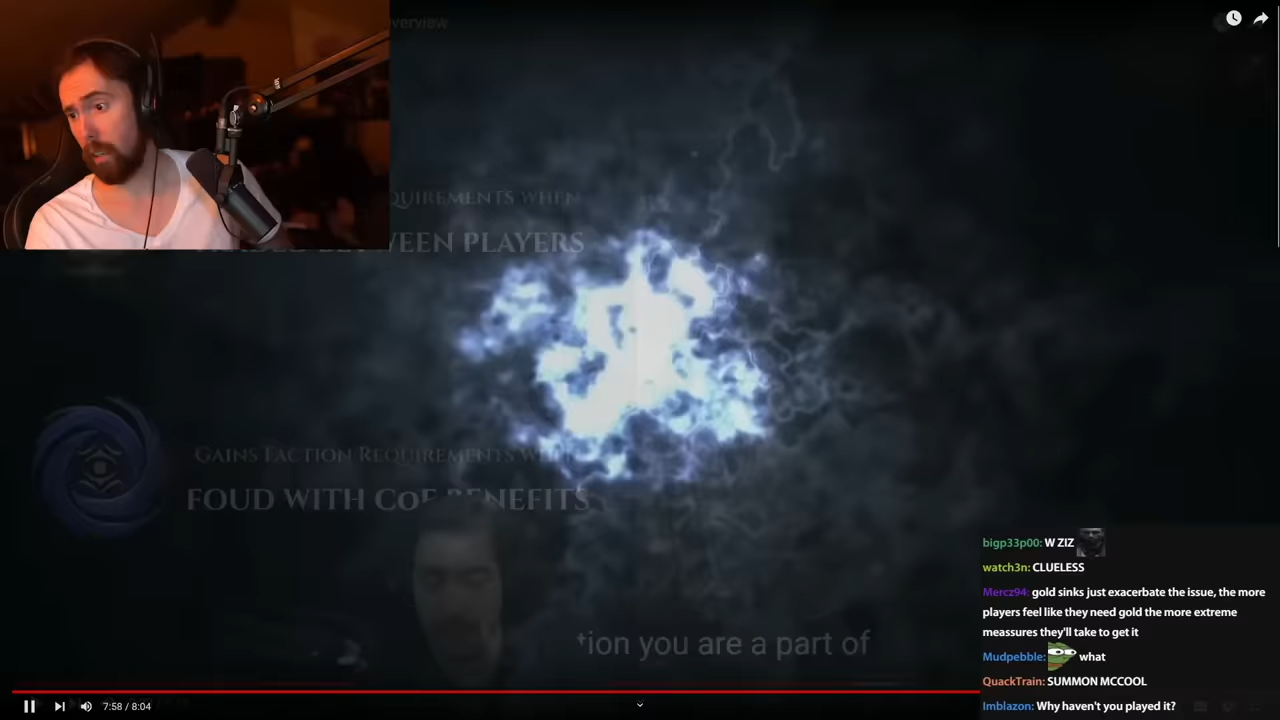 verview
QUIREMENTS WHEN
WEEN PLAYERS
GAINS TACTION REQUIREMENTS
FOUD WITH COF BENEFITS
tion you are a part of
bigp33p00: W ZIZ
watch3n: CLUELESS
Mercz94: gold sinks just exacerbate the issue, the more
players feel like they need gold the more extreme
meassures they'll take to get it
Mudpebble: what
QuackTrain: SUMMON MCCOOL
Imblazon: Why haven't you played it?
7:58 / 8:04